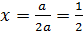 x = a/2a = 1/2